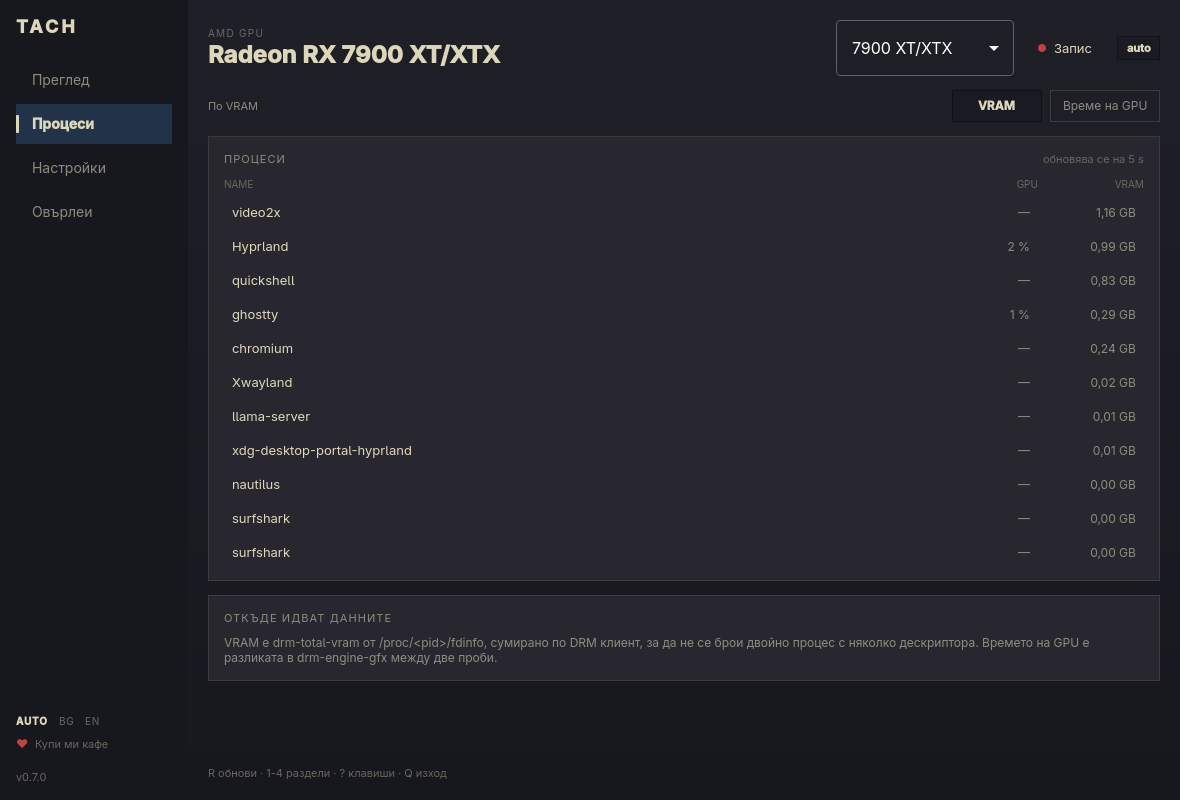 TACH
Преглед
Процеси
Настройки
Овърлеи
AMD GPU
Radeon RX 7900 XT/XTX
7900 XT/XTX
Запис
auto
По VRAM
VRAM
Време на GPU
ПРОЦЕСИ
обновява се на 5 s
NAME GPU VRAM
video2x — 1,16 GB
Hyprland 2 % 0,99 GB
quickshell — 0,83 GB
ghostty 1 % 0,29 GB
chromium — 0,24 GB
Xwayland — 0,02 GB
llama-server — 0,01 GB
xdg-desktop-portal-hyprland — 0,01 GB
nautilus — 0,00 GB
surfshark — 0,00 GB
surfshark — 0,00 GB
ОТКЪДЕ ИДВАТ ДАННИТЕ
VRAM е drm-total-vram от /proc/<pid>/fdinfo, сумирано по DRM клиент, за да не се брои двойно процес с няколко дескриптора. Времето на GPU е
разликата в drm-engine-gfx между две проби.
AUTO BG EN
Купи ми кафе
v0.7.0
R обнови · 1-4 раздели · ? клавиши · Q изход